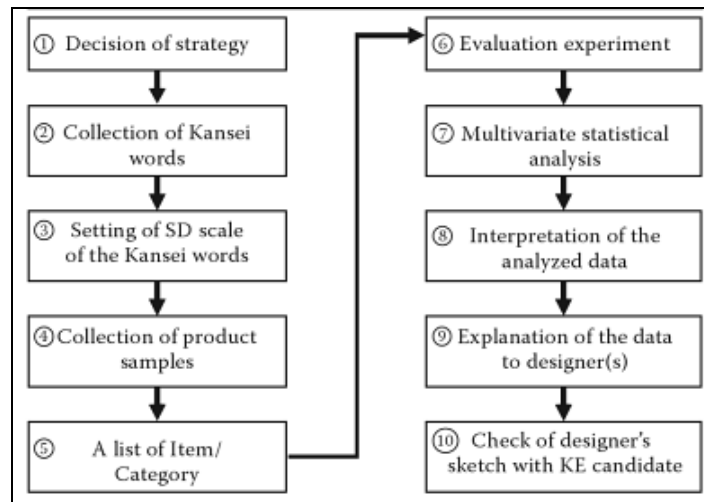 ① Decision of strategy
② Collection of Kansei
words
③ Setting of SD scale
of the Kansei words
④ Collection of product
samples
⑤ A list of Item/
Category
⑥ Evaluation experiment
⑦ Multivariate statistical
analysis
⑧ Interpretation of the
analyzed data
⑨ Explanation of the data
to designer(s)
⑩ Check of designer's
sketch with KE candidate